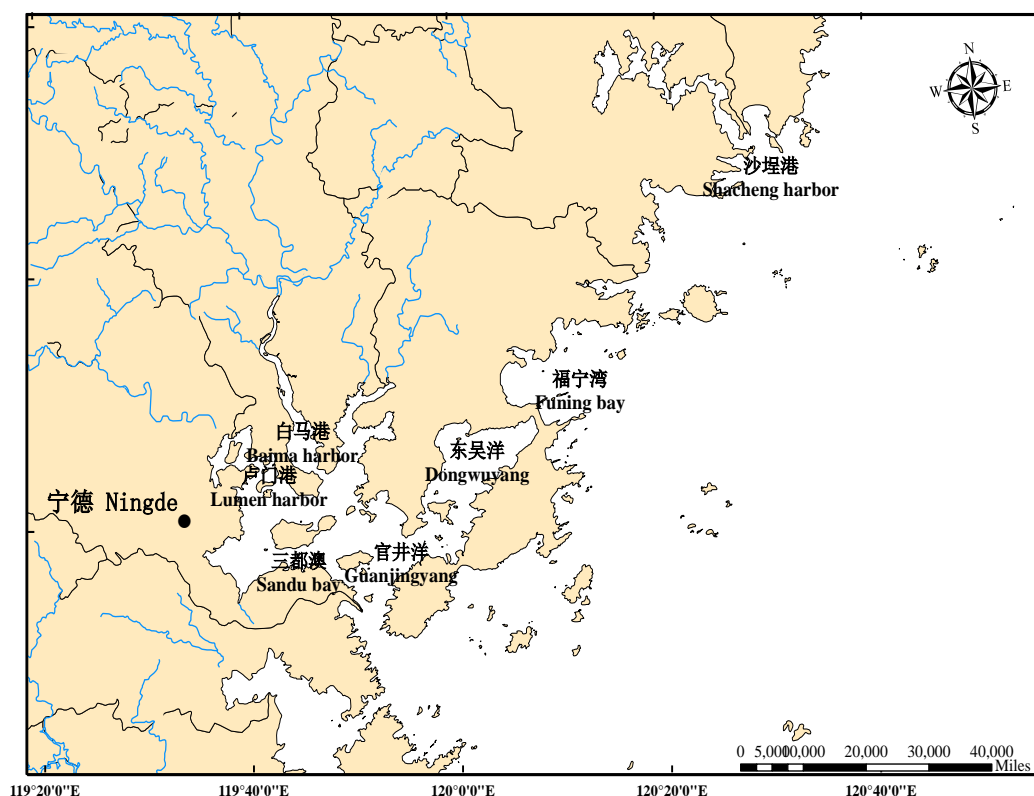 N
W
E
S
沙埕港
Shacheng harbor
福宁湾
Funing bay
白马港
Baima harbor
东吴洋
Dongwuyang
卢门港
Lumen harbor
宁德 Ningde
官井洋
Guanjingyang
三都澳
Sandu bay
0 5,000 10,000 20,000 30,000 40,000
Miles
119°20'0"E 119°40'0"E 120°0'0"E 120°20'0"E 120°40'0"E